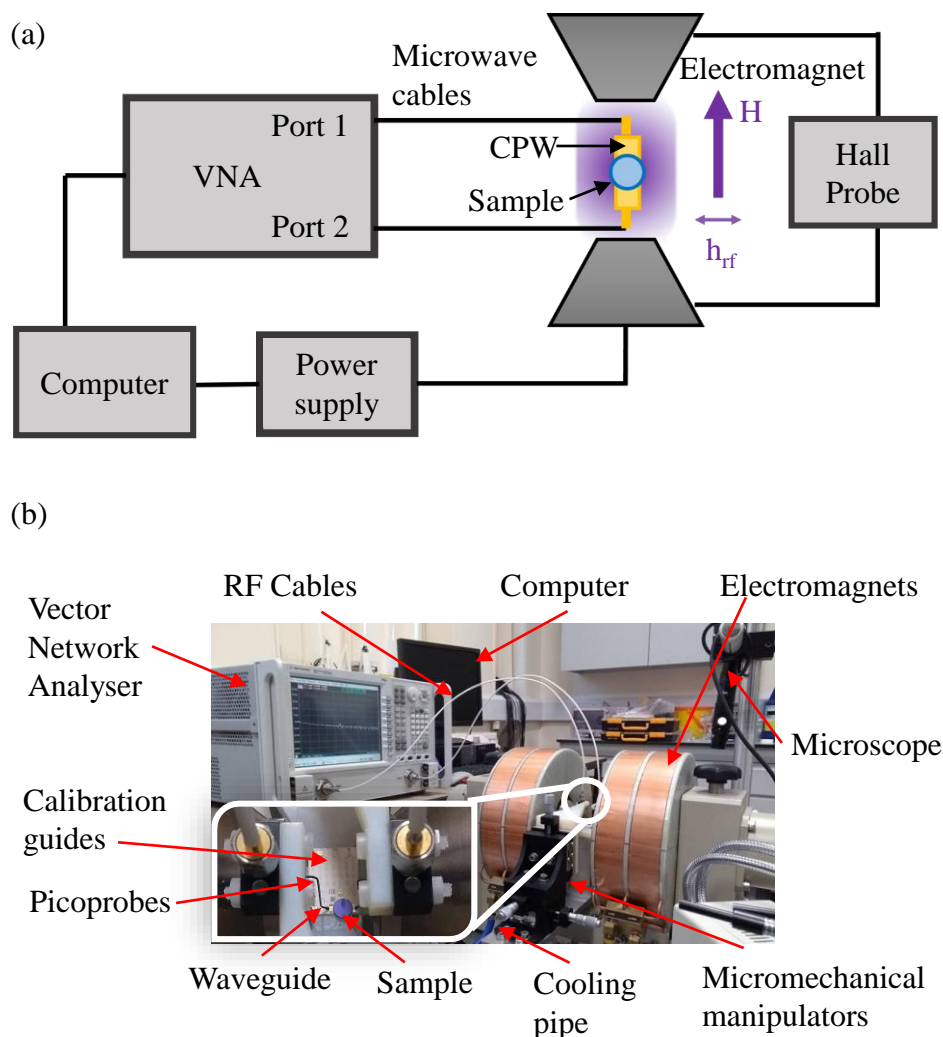 (a)
Microwave
cables
Electromagnet
Port 1
H
CPW
VNA
Hall
Probe
Sample
Port 2
h_rf
Computer
Power
supply
(b)
RF Cables
Computer
Electromagnets
Vector
Network
Analyser
Microscope
Calibration
guides
Picoprobes
Waveguide
Sample
Cooling
pipe
Micromechanical
manipulators